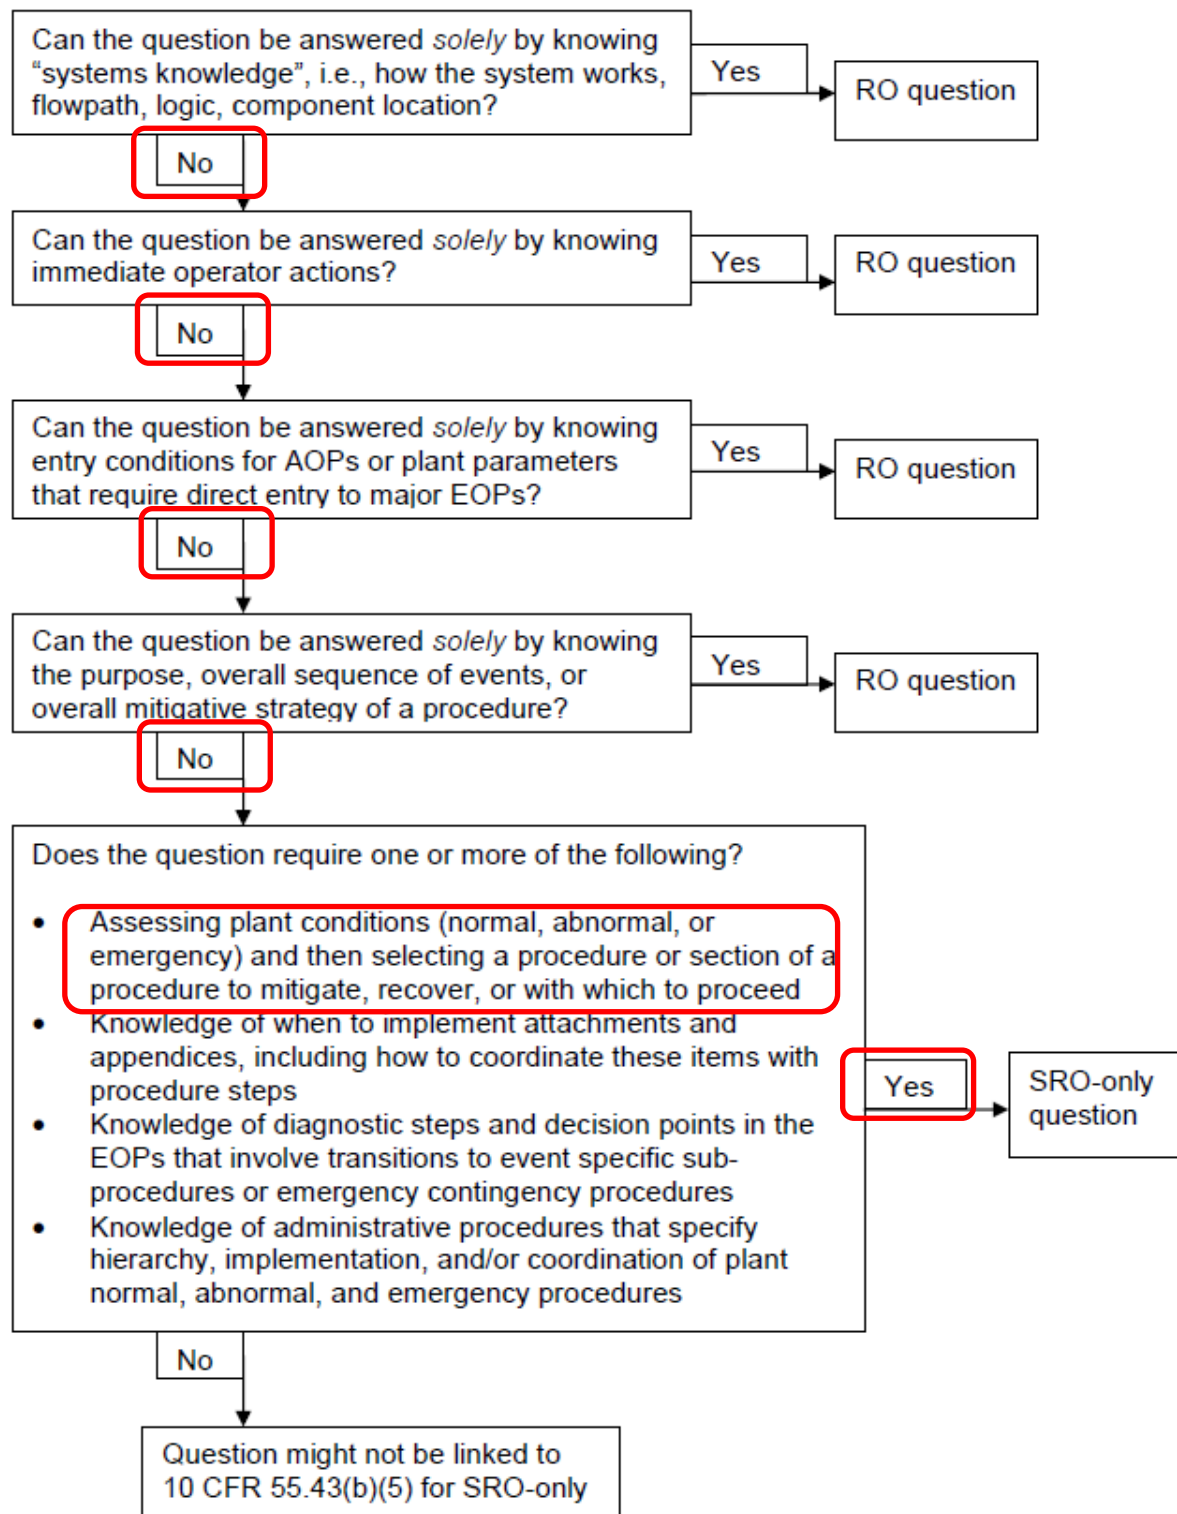 Can the question be answered solely by knowing
“systems knowledge”, i.e., how the system works,
flowpath, logic, component location?
Yes
RO question
No
Can the question be answered solely by knowing
immediate operator actions?
Yes
RO question
No
Can the question be answered solely by knowing
entry conditions for AOPs or plant parameters
that require direct entry to major EOPs?
Yes
RO question
No
Can the question be answered solely by knowing
the purpose, overall sequence of events, or
overall mitigative strategy of a procedure?
Yes
RO question
No
Does the question require one or more of the following?
• Assessing plant conditions (normal, abnormal, or
emergency) and then selecting a procedure or section of a
procedure to mitigate, recover, or with which to proceed
• Knowledge of when to implement attachments and
appendices, including how to coordinate these items with
procedure steps
• Knowledge of diagnostic steps and decision points in the
EOPs that involve transitions to event specific sub-
procedures or emergency contingency procedures
• Knowledge of administrative procedures that specify
hierarchy, implementation, and/or coordination of plant
normal, abnormal, and emergency procedures
Yes
SRO-only
question
No
Question might not be linked to
10 CFR 55.43(b)(5) for SRO-only